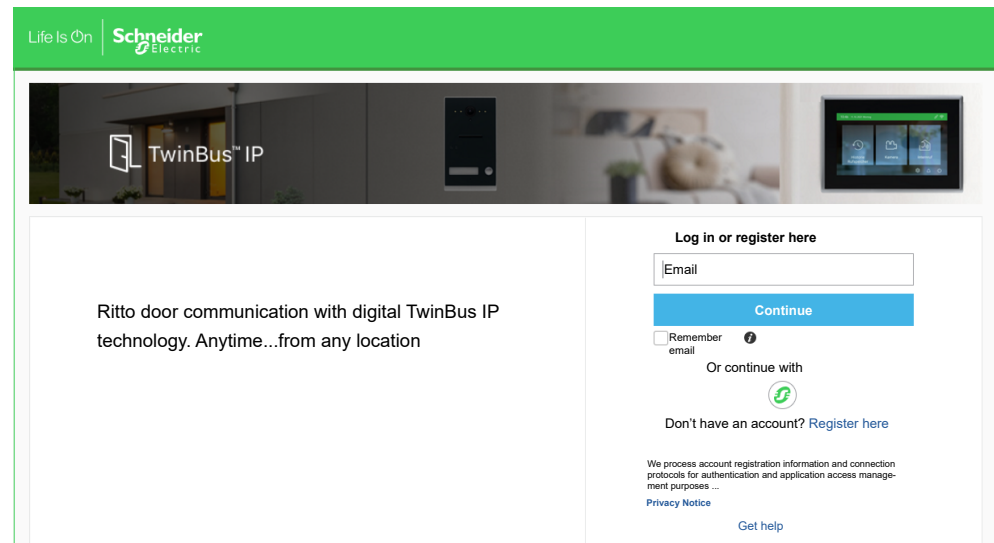 Life Is On
Schneider
Electric
TwinBus™ IP
Log in or register here
Email
Ritto door communication with digital TwinBus IP
technology. Anytime...from any location
Continue
Remember
email
Or continue with
Don't have an account? Register here
We process account registration information and connection
protocols for authentication and application access manage-
ment purposes ...
Privacy Notice
Get help